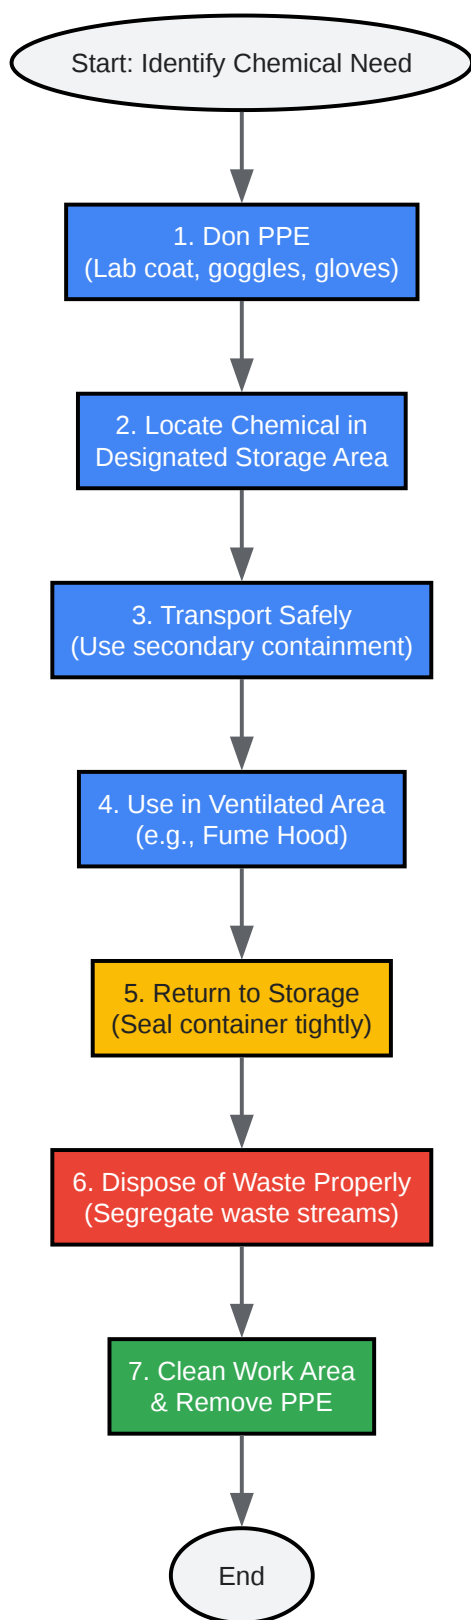 Start: Identify Chemical Need
1. Don PPE
(Lab coat, goggles, gloves)
2. Locate Chemical in
Designated Storage Area
3. Transport Safely
(Use secondary containment)
4. Use in Ventilated Area
(e.g., Fume Hood)
5. Return to Storage
(Seal container tightly)
6. Dispose of Waste Properly
(Segregate waste streams)
7. Clean Work Area
& Remove PPE
End